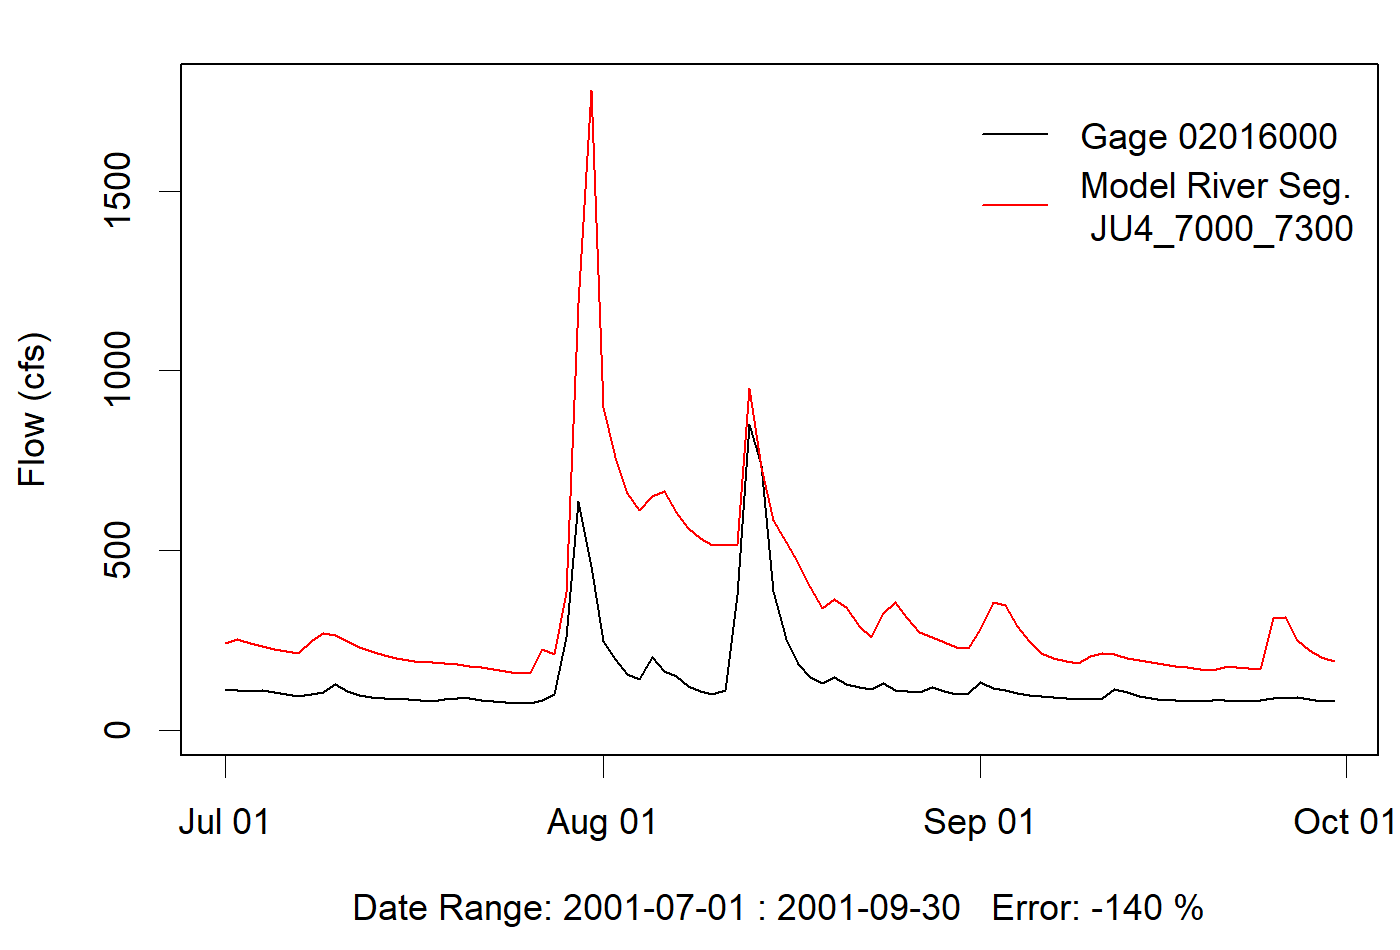 Gage 02016000
Model River Seg.
JU4_7000_7300
Flow (cfs)
1500
1000
500
0
Jul 01
Aug 01
Sep 01
Oct 01
Date Range: 2001-07-01 : 2001-09-30 Error: -140 %